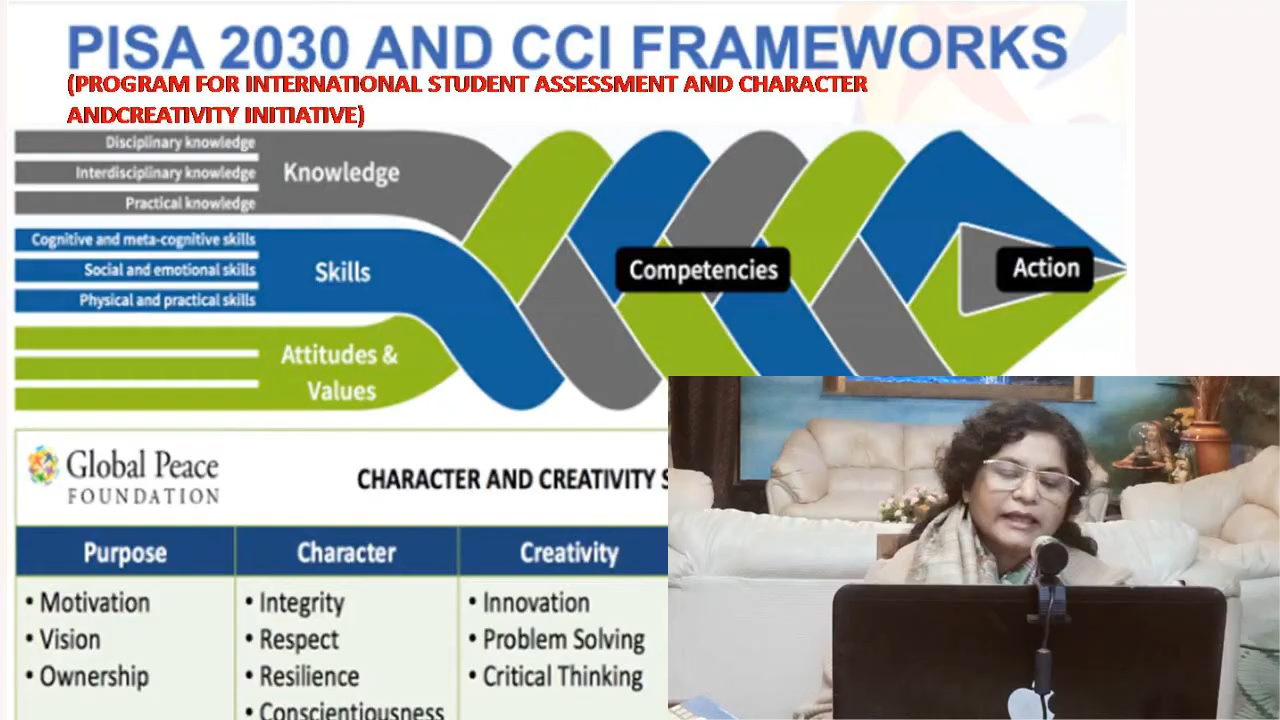 PISA 2030 AND CCI FRAMEWORKS
(PROGRAM FOR INTERNATIONAL STUDENT ASSESSMENT AND CHARACTER
ANDCREATIVITY INITIATIVE)
Disciplinary knowledge
Interdisciplinary knowledge
Practical knowledge
Knowledge
Cognitive and meta-cognitive skills
Social and emotional skills
Physical and practical skills
Skills
Attitudes &
Values
Competencies
Action
Global Peace
FOUNDATION
CHARACTER AND CREATIVITY
Purpose
• Motivation
• Vision
• Ownership
Character
• Integrity
• Respect
• Resilience
• Conscientiousness
Creativity
• Innovation
• Problem Solving
• Critical Thinking